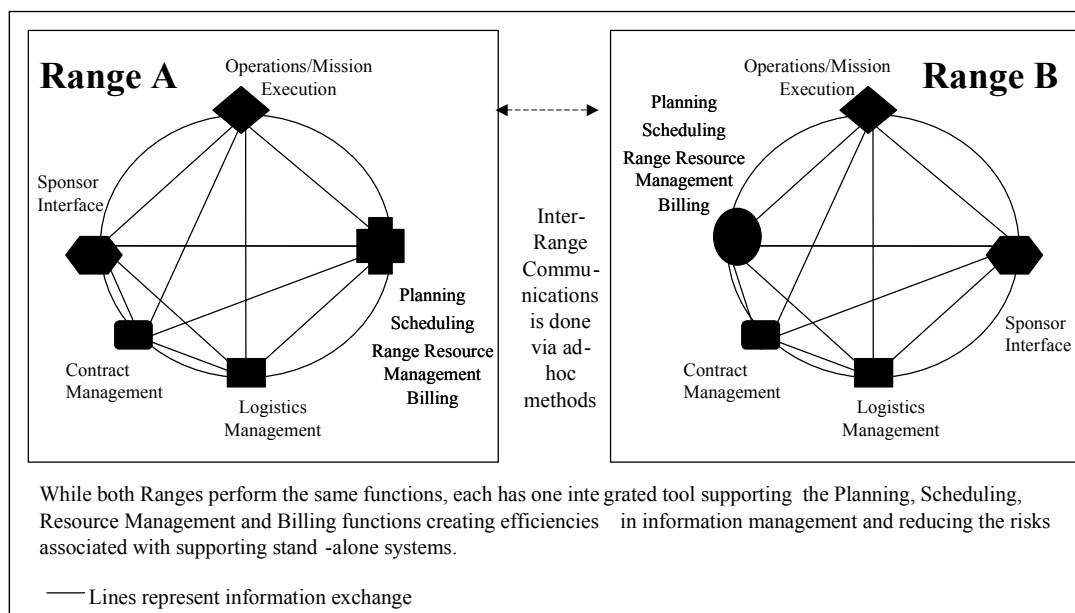 Range A
Operations/Mission
Execution
Sponsor
Interface
Planning
Scheduling
Range Resource
Management
Billing
Contract
Management
Logistics
Management
Inter-
Range
Commu-
nications
is done
via ad-
hoc
methods
Range B
Operations/Mission
Execution
Planning
Scheduling
Range Resource
Management
Billing
Sponsor
Interface
Contract
Management
Logistics
Management
While both Ranges perform the same functions, each has one inte grated tool supporting the Planning, Scheduling,
Resource Management and Billing functions creating efficiencies in information management and reducing the risks
associated with supporting stand -alone systems.
Lines represent information exchange